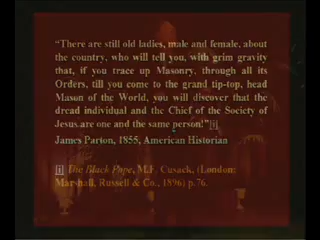 “There are still old ladies, male and female, about
the country, who will tell you, with grim gravity
that, if you trace up Masonry, through all its
Orders, till you come to the grand tip-top, head
Mason of the World, you will discover that the
dread individual and the Chief of the Society of
Jesus are one and the same person!”[i]
James Parton, 1855, American Historian
[i] The Black Pope, M.F. Cusack, (London:
Marshall, Russell & Co., 1896) p.76.